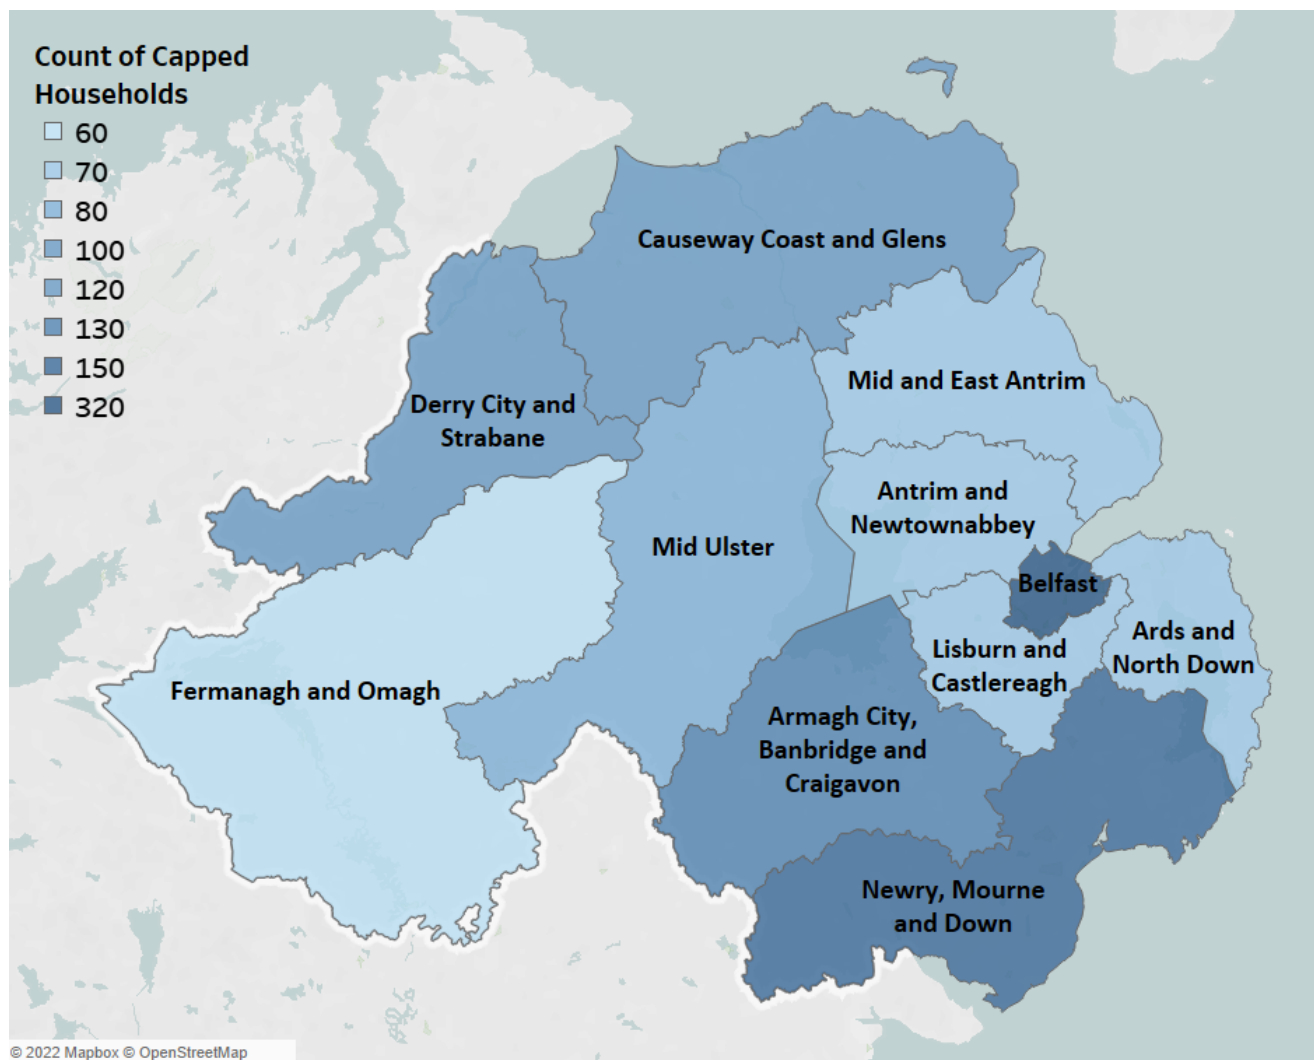 Count of Capped
Households
60
70
80
100
120
130
150
320
Causeway Coast and Glens
Mid and East Antrim
Derry City and
Strabane
Antrim and
Newtownabbey
Mid Ulster
Belfast
Ards and
North Down
Lisburn and
Castlereagh
Fermanagh and Omagh
Armagh City,
Banbridge and
Craigavon
Newry, Mourne
and Down
© 2022 Mapbox © OpenStreetMap